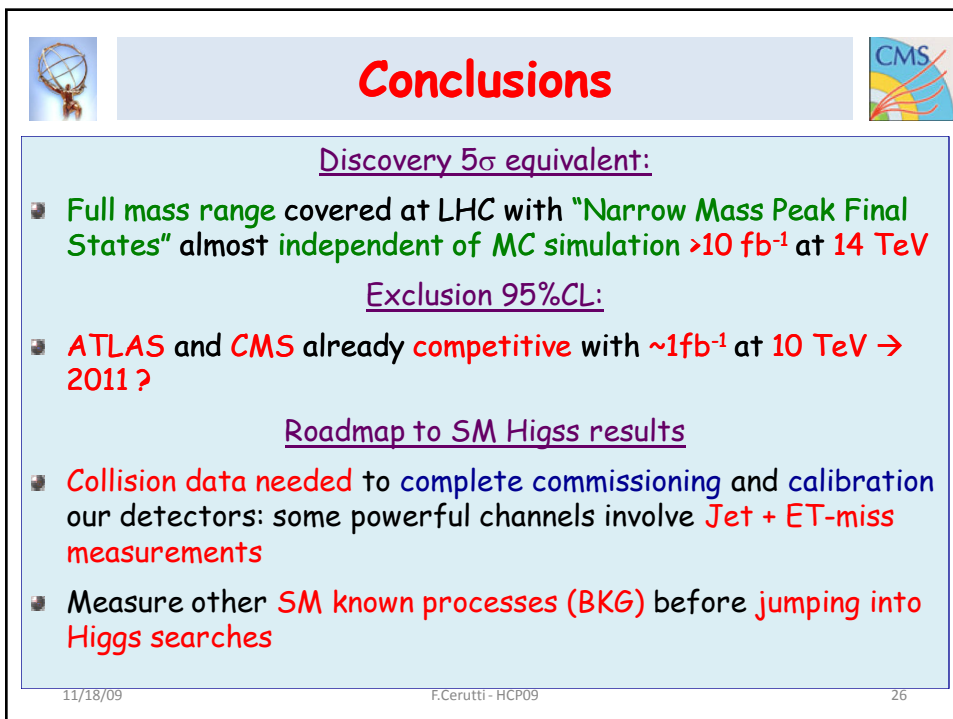 Conclusions
CMS
Discovery 5σ equivalent:
Full mass range covered at LHC with “Narrow Mass Peak Final
States” almost independent of MC simulation >10 fb-1 at 14 TeV
Exclusion 95%CL:
ATLAS and CMS already competitive with ~1fb-1 at 10 TeV →
2011 ?
Roadmap to SM Higss results
Collision data needed to complete commissioning and calibration
our detectors: some powerful channels involve Jet + ET-miss
measurements
Measure other SM known processes (BKG) before jumping into
Higgs searches
11/18/09 F.Cerutti - HCP09 26